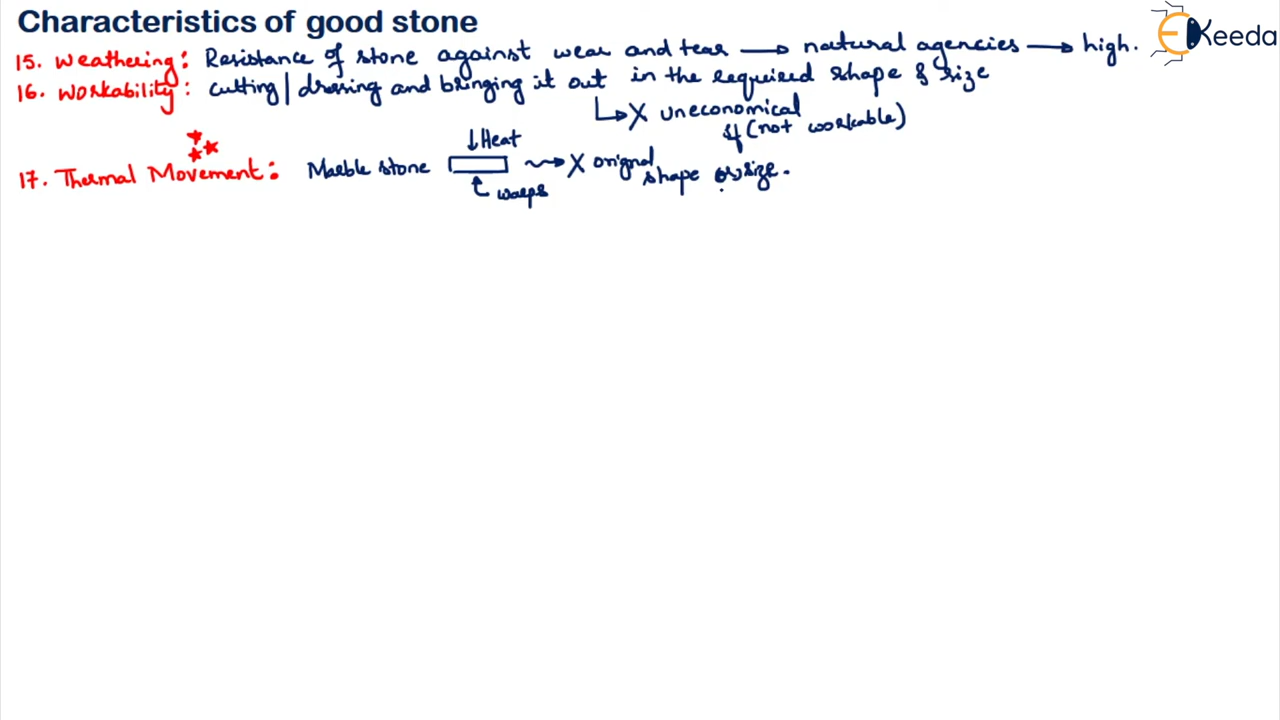 Characteristics of good stone
EKeeda
15. Weathering: Resistance of stone against wear and tear → natural agencies → high.
16. Workability: cutting/dressing and bringing it out in the required shape & size
X uneconomical
if (not workable)
↓Heat
17. Thermal Movement: Marble stone X original
shape or size.
warps